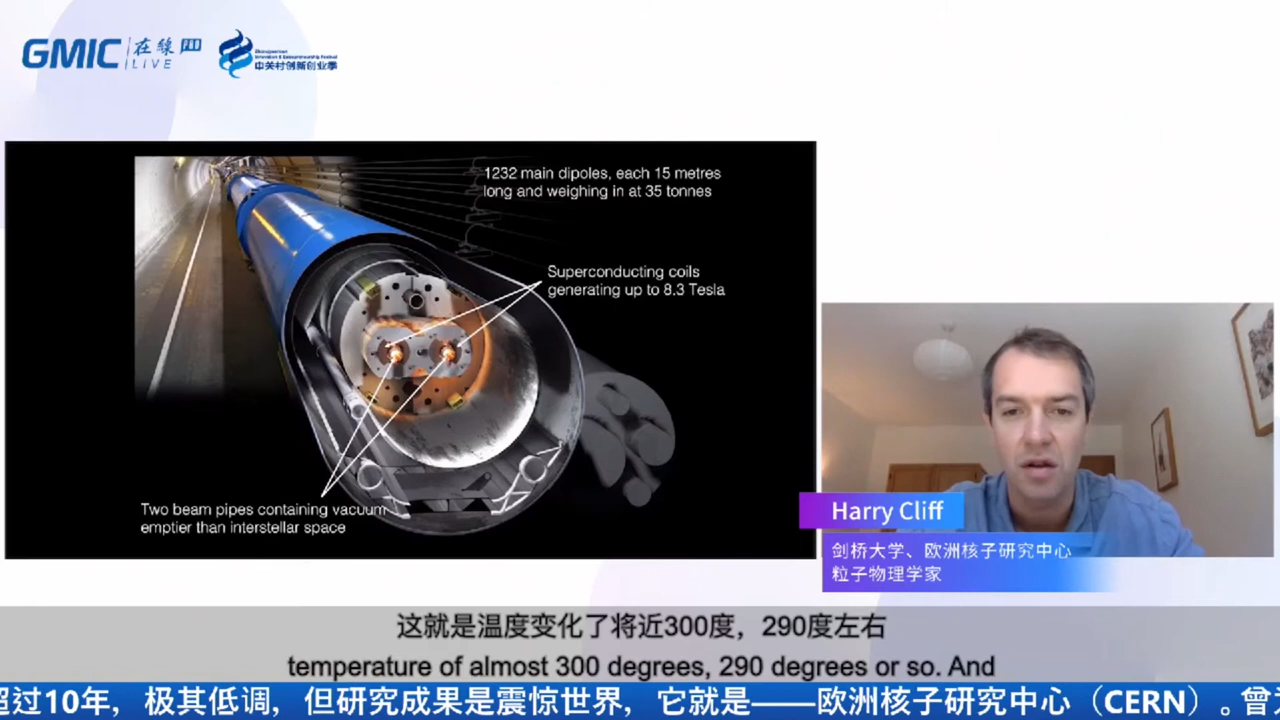 GMIC 在線 PRO
LIVE
Zhongguancun
Innovation & Entrepreneurship Festival
中关村创新创业季
1232 main dipoles, each 15 metres
long and weighing in at 35 tonnes
Superconducting coils
generating up to 8.3 Tesla
Two beam pipes containing vacuum
emptier than interstellar space
Harry Cliff
剑桥大学、欧洲核子研究中心
粒子物理学家
这就是温度变化了将近300度，290度左右
temperature of almost 300 degrees, 290 degrees or so. And
超过10年，极其低调，但研究成果是震惊世界，它就是——欧洲核子研究中心（CERN）。曾